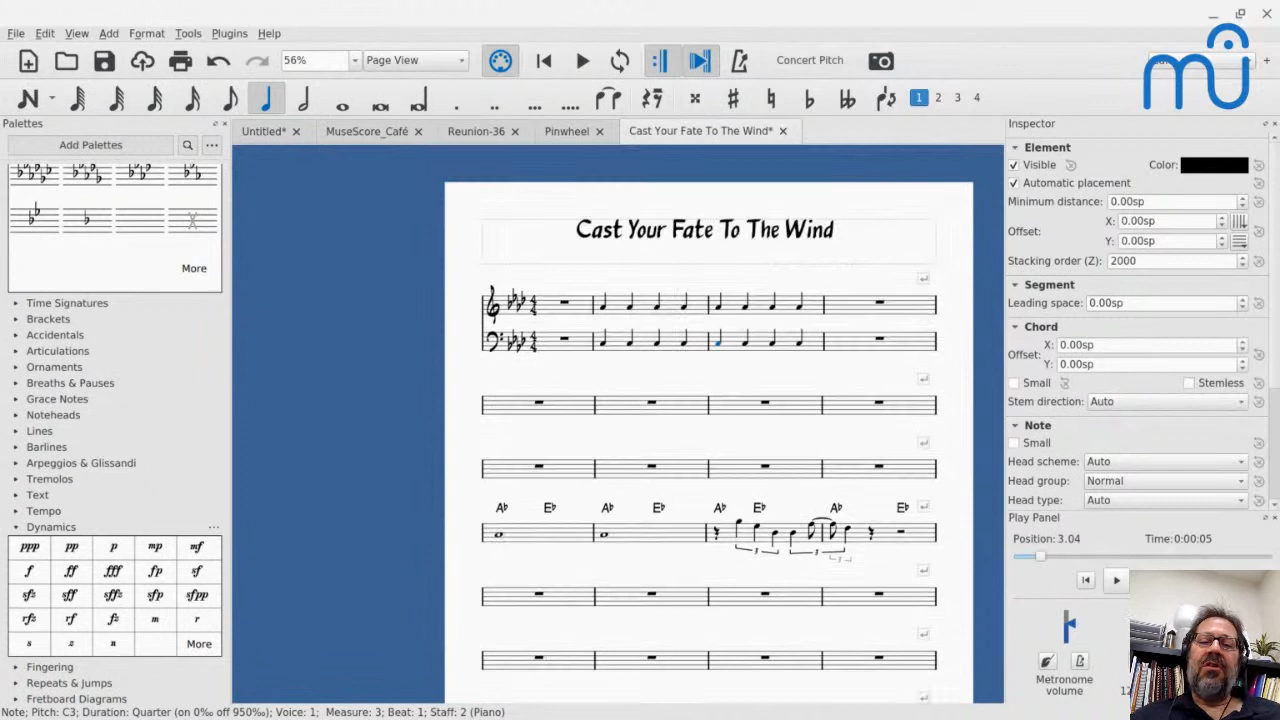 File Edit View Add Format Tools Plugins Help
56% Page View Concert Pitch
1 2 3 4
Palettes
Untitled* MuseScore_Café Reunion-36 Pinwheel Cast Your Fate To The Wind*
Inspector
Add Palettes
More
Time Signatures
Brackets
Accidentals
Articulations
Ornaments
Breaths & Pauses
Grace Notes
Noteheads
Lines
Barlines
Arpeggios & Glissandi
Tremolos
Text
Tempo
Dynamics
ppp pp p mp mf
f ff fff fp sf
sfz sff sffz sfp sfpp
rfz rf fz m r
s z n More
Fingering
Repeats & Jumps
Fretboard Diagrams
Cast Your Fate To The Wind
A♭ E♭ A♭ E♭ A♭ E♭ A♭ E♭
3 3 3
Element
Visible Color:
Automatic placement
Minimum distance: 0.00sp
Offset: X: 0.00sp
Y: 0.00sp
Stacking order (Z): 2000
Segment
Leading space: 0.00sp
Chord
Offset: X: 0.00sp
Y: 0.00sp
Small Stemless
Stem direction: Auto
Note
Small
Head scheme: Auto
Head group: Normal
Head type: Auto
Play Panel
Position: 3.04 Time:0:00:05
Metronome
volume
Note; Pitch: C3; Duration: Quarter (on 0‰ off 950‰); Voice: 1; Measure: 3; Beat: 1; Staff: 2 (Piano)